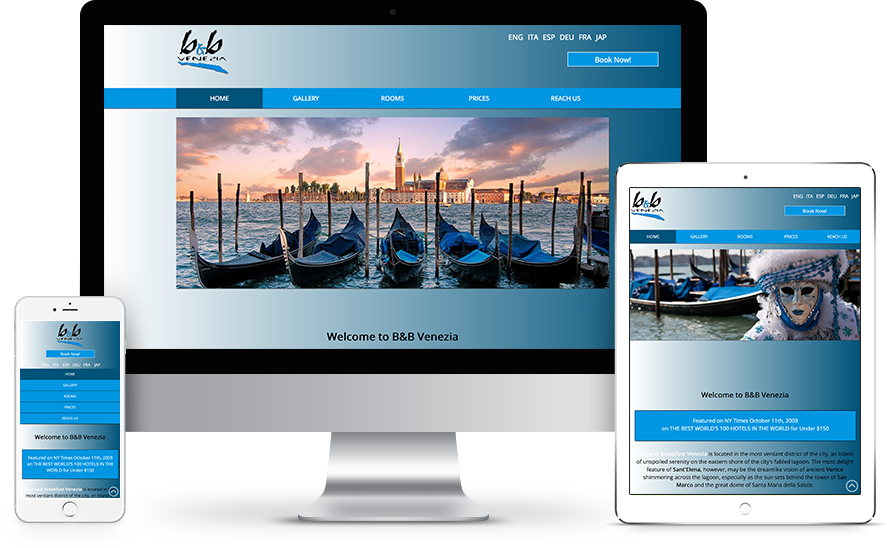 b&b
VENEZIA
ENG ITA ESP DEU FRA JAP
Book Now!
HOME GALLERY ROOMS PRICES REACH US
Welcome to B&B Venezia
b&b
VENEZIA
Book Now!
ENG ITA ESP DEU FRA JAP
HOME
GALLERY
ROOMS
PRICES
REACH US
Welcome to B&B Venezia
Featured on NY Times October 11th, 2009
on THE BEST WORLD'S 100 HOTELS IN THE
WORLD for Under $150
Bed and Breakfast Venezia is located in the
most verdant district of the city, an island
b&b
VENEZIA
ENG ITA ESP DEU FRA JAP
Book Now!
HOME GALLERY ROOMS PRICES REACH US
Welcome to B&B Venezia
Featured on NY Times October 11th, 2009
on THE BEST WORLD'S 100 HOTELS IN THE WORLD for Under $150
Bed and Breakfast Venezia is located in the most verdant district of the city, an island
of unspoiled serenity on the eastern shore of the city's fabled lagoon. The most delight
feature of Sant'Elena, however, may be the dreamlike vision of ancient Venice
shimmering across the lagoon, especially as the sun sets behind the tower of San
Marco and the great dome of Santa Maria della Salute.